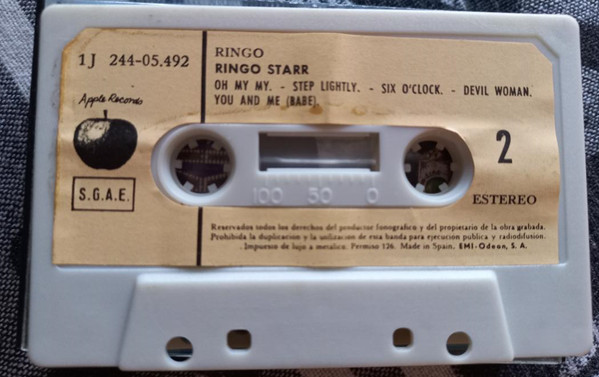 1J 244-05.492
Apple Records
S.G.A.E.
RINGO
RINGO STARR
OH MY MY. - STEP LIGHTLY. - SIX O'CLOCK. - DEVIL WOMAN.
YOU AND ME (BABE).
2
ESTEREO
100 50 0
Reservados todos los derechos del productor fonografico y del propietario de la obra grabada.
Prohibida la duplicacion y la utilizacion de esta banda para ejecucion publica y radiodifusión.
. Impuesto de lujo a metalico. Permiso 126. Made in Spain. EMI-Odeon, S. A.